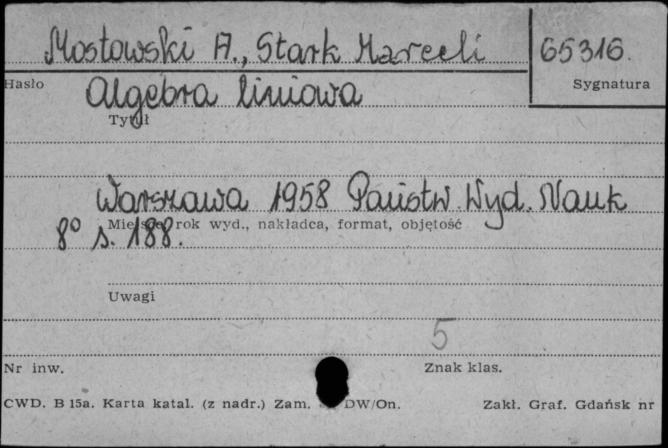 Mostowski A., Stark Marceli 65316.
Hasło Sygnatura
Algebra liniowa
Tytuł
Warszawa 1958 Państw. Wyd. Nauk
Miejsce, rok wyd., nakładca, format, objętość
8° s. 188.
Uwagi
5
Nr inw. Znak klas.
CWD. B 15a. Karta katal. (z nadr.) Zam. DW/On. Zakł. Graf. Gdańsk nr